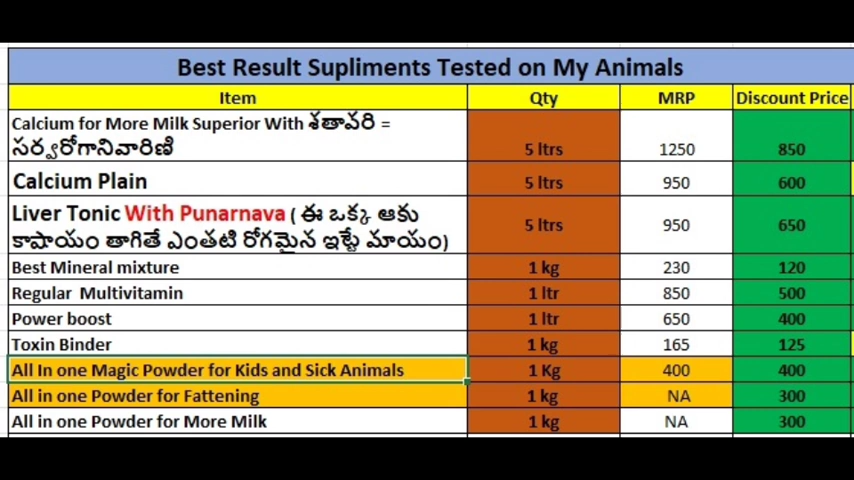 Best Result Supliments Tested on My Animals
Item Qty MRP Discount Price
Calcium for More Milk Superior With శతావరి =
సర్వరోగానివారిణి 5 ltrs 1250 850
Calcium Plain 5 ltrs 950 600
Liver Tonic With Punarnava ( ఈ ఒక్క ఆకు
కాషాయం తాగితే ఎంతటి రోగమైన ఇట్టే మాయం) 5 ltrs 950 650
Best Mineral mixture 1 kg 230 120
Regular Multivitamin 1 ltr 850 500
Power boost 1 ltr 650 400
Toxin Binder 1 kg 165 125
All In one Magic Powder for Kids and Sick Animals 1 Kg 400 400
All in one Powder for Fattening 1 kg NA 300
All in one Powder for More Milk 1 kg NA 300